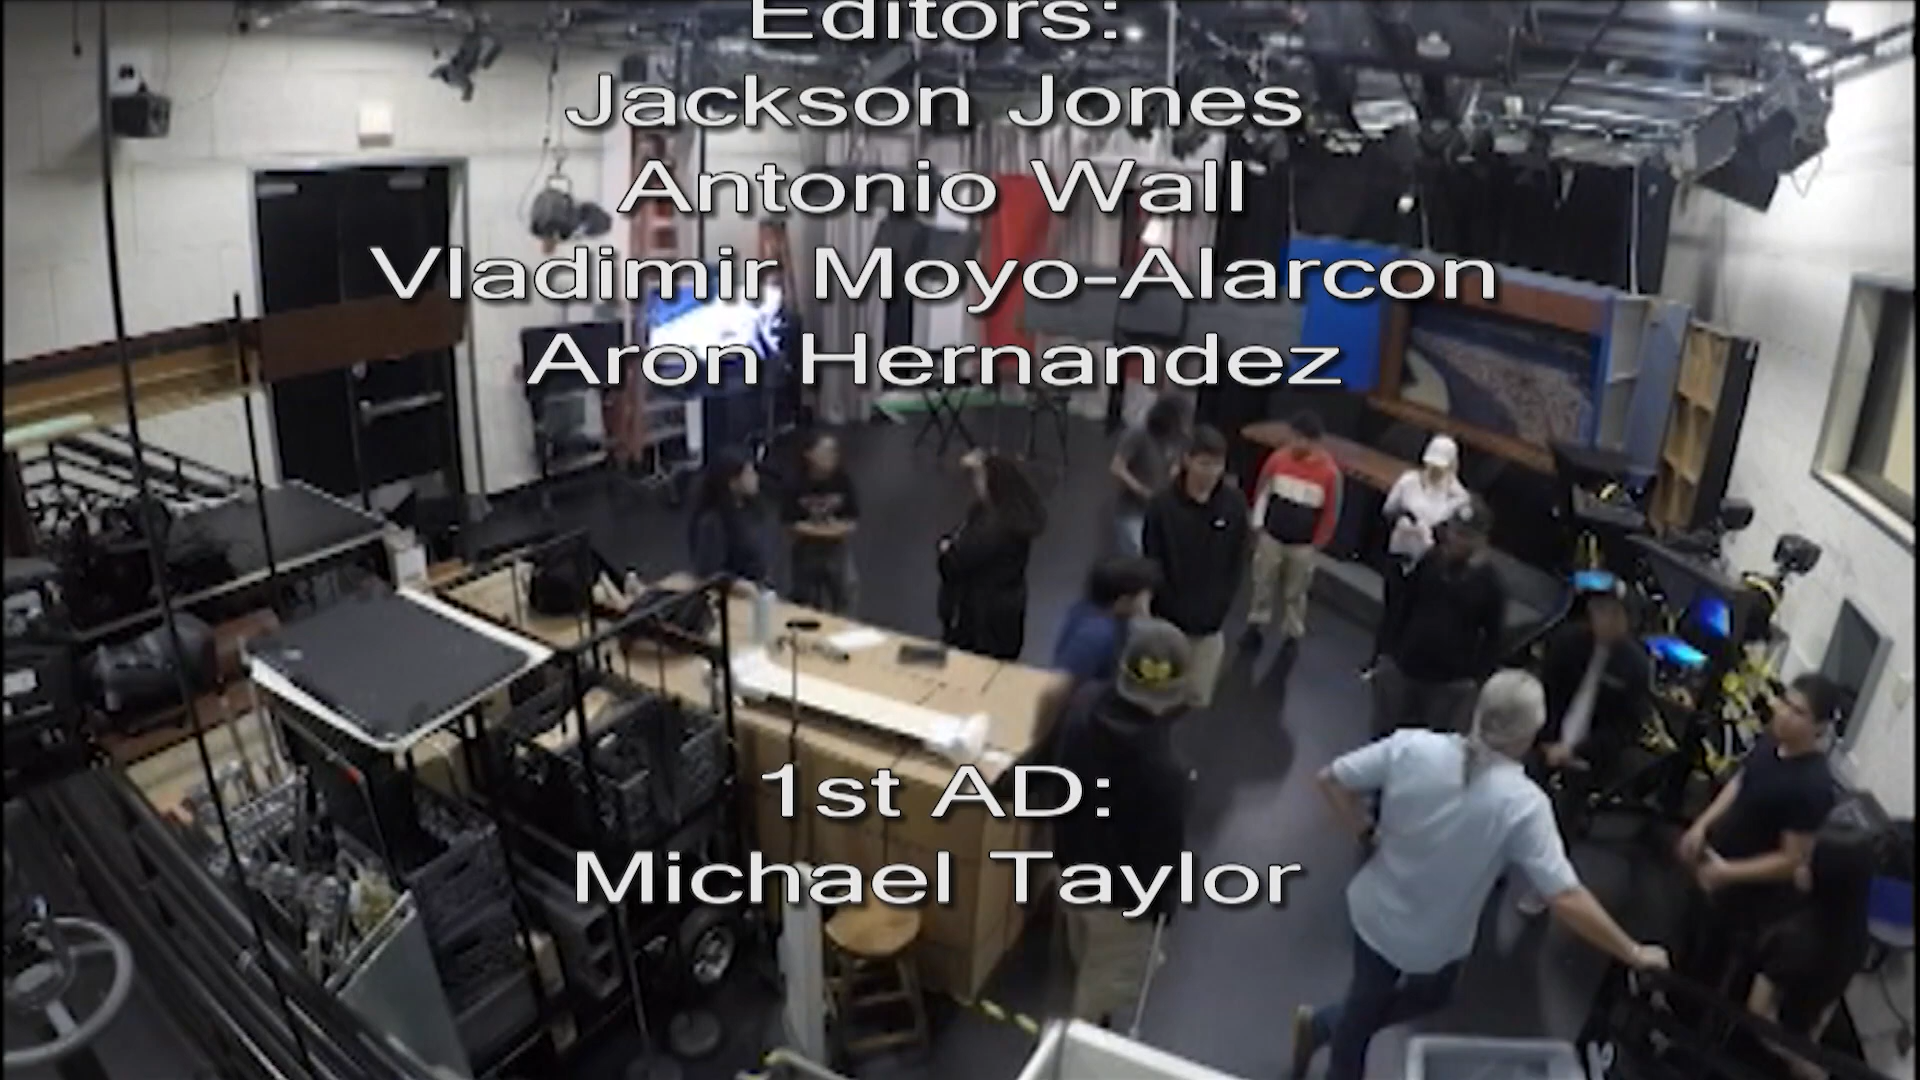 Editors:
Jackson Jones
Antonio Wall
Vladimir Moyo-Alarcon
Aron Hernandez
1st AD:
Michael Taylor